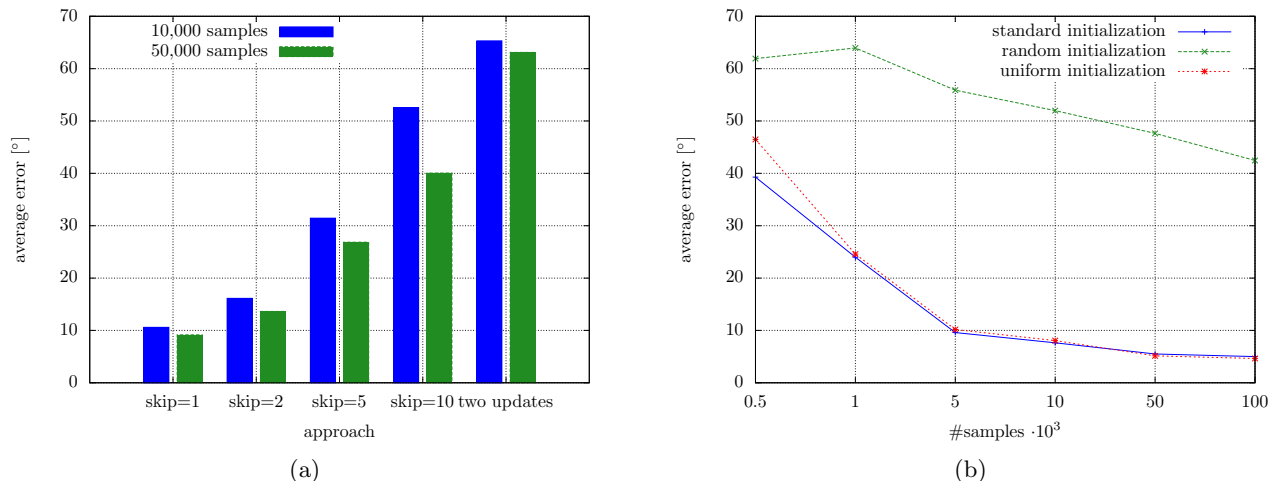 70
60
50
40
30
20
10
0
average error [°]
10,000 samples
50,000 samples
skip=1 skip=2 skip=5 skip=10 two updates
approach
(a)
70
60
50
40
30
20
10
0
average error [°]
standard initialization
random initialization
uniform initialization
0.5 1 5 10 50 100
#samples ·10³
(b)